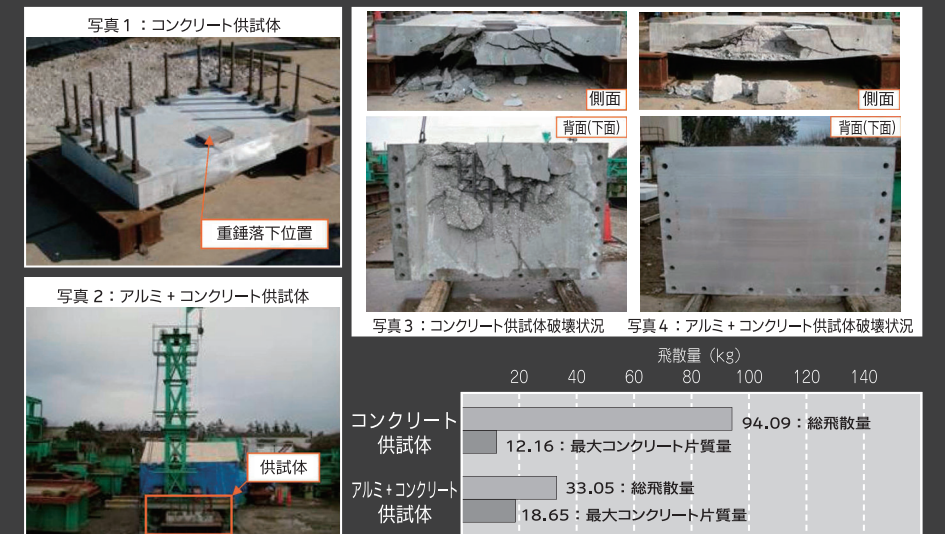 写真1：コンクリート供試体
重錘落下位置
写真2：アルミ+コンクリート供試体
供試体
側面
側面
背面(下面)
背面(下面)
写真3：コンクリート供試体破壊状況
写真4：アルミ+コンクリート供試体破壊状況
飛散量（kg）
20 40 60 80 100 120 140
コンクリート
供試体
94.09：総飛散量
12.16：最大コンクリート片質量
アルミ+コンクリート
供試体
33.05：総飛散量
18.65：最大コンクリート片質量